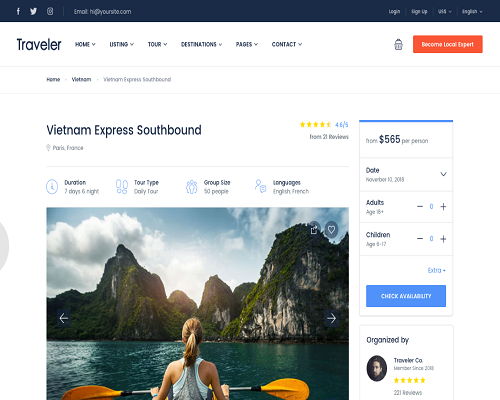 Email: hi@yoursite.com
Login
Sign Up
US$
English
Traveler
HOME
LISTING
TOUR
DESTINATIONS
PAGES
CONTACT
Become Local Expert
Home
Vietnam
Vietnam Express Southbound
Vietnam Express Southbound
4.6/5
from 21 Reviews
Paris, France
Duration
7 days 6 night
Tour Type
Daily Tour
Group Size
50 people
Languages
English, French
from $565 per person
Date
November 10, 2018
Adults
Age 18+
0
Children
Age 6-17
0
Extra
CHECK AVAILABILITY
Organized by
Traveler Co.
Member Since 2018
221 Reviews